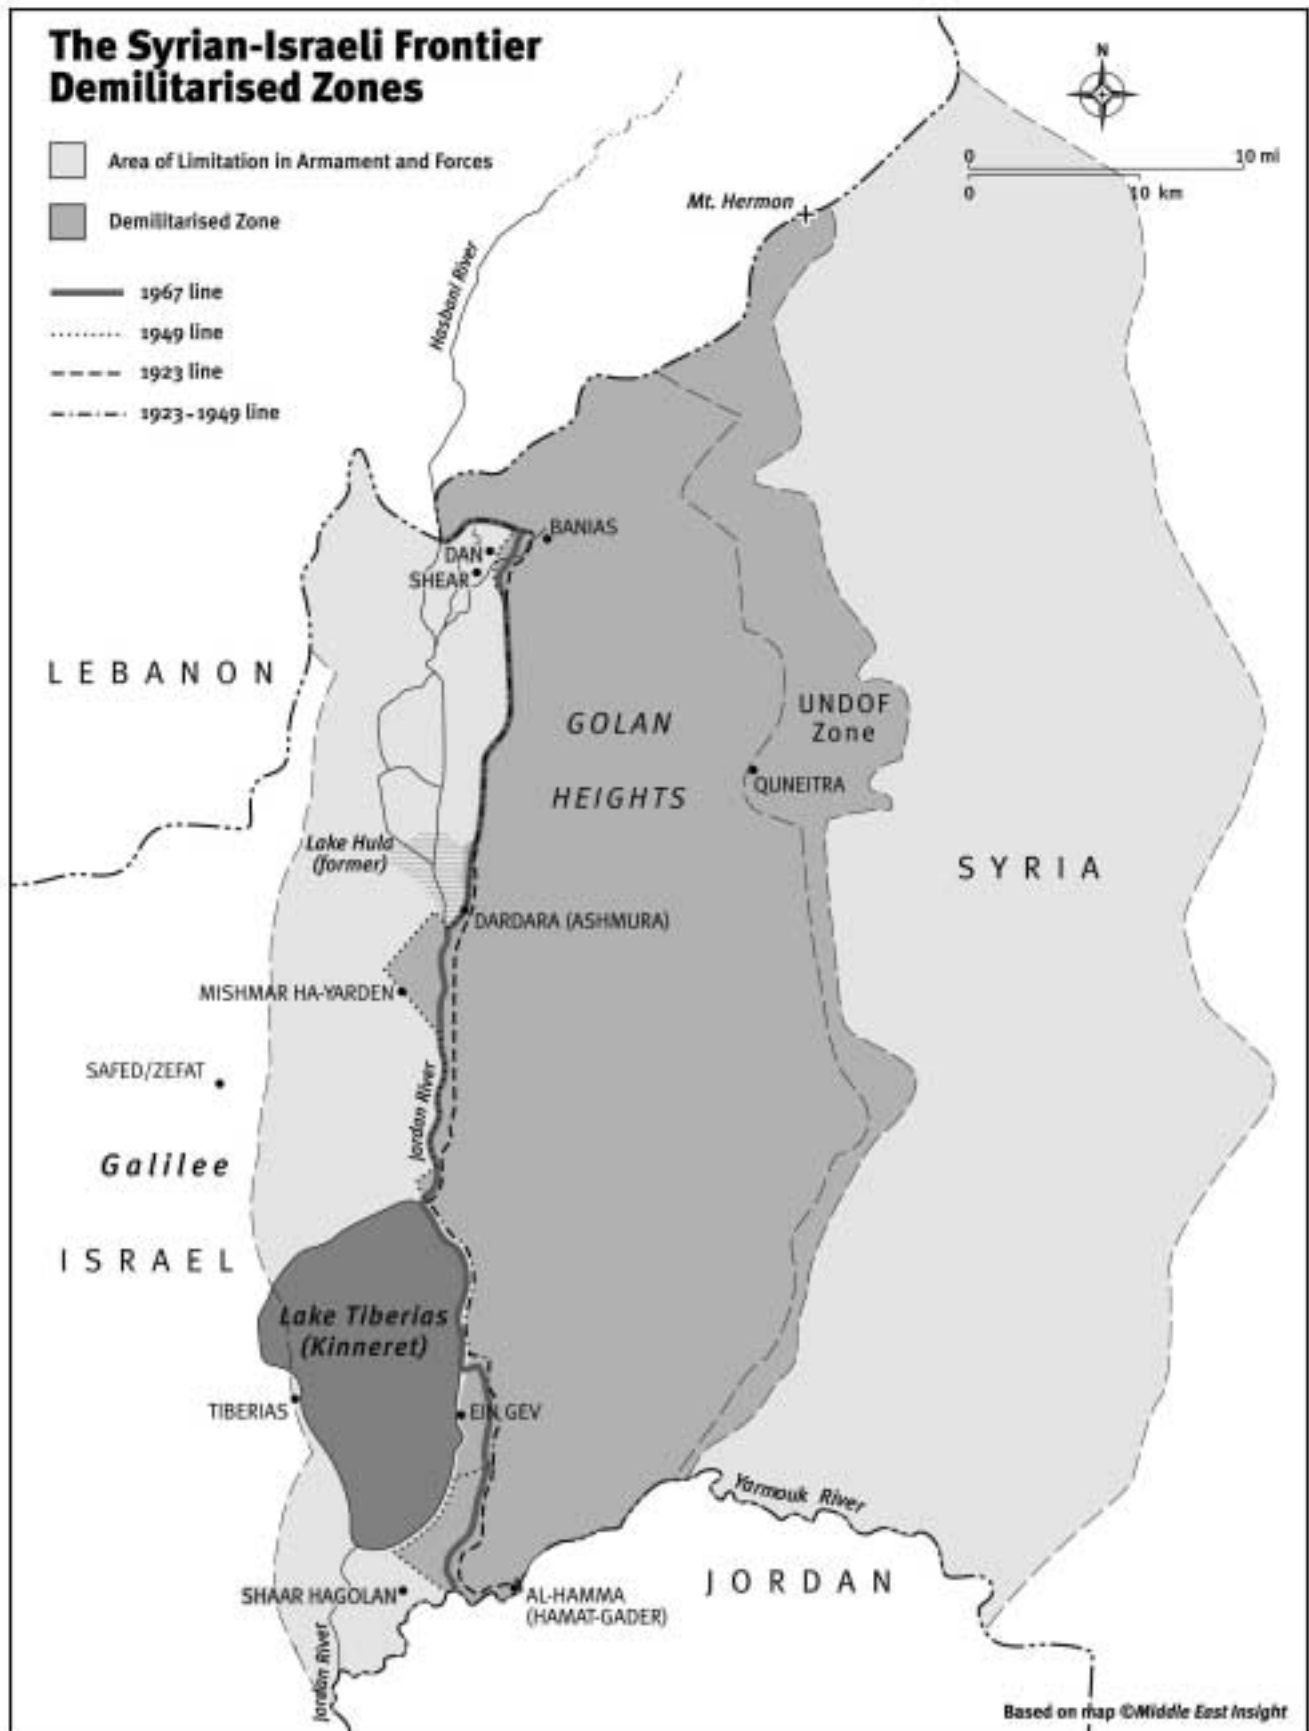 The Syrian-Israeli Frontier
Demilitarised Zones
Area of Limitation in Armament and Forces
Demilitarised Zone
1967 line
1949 line
1923 line
1923-1949 line
N
0 10 mi
0 10 km
Mt. Hermon
Hasbani River
BANIAS
DAN
SHEAR
LEBANON
GOLAN
HEIGHTS
UNDOF
Zone
QUNEITRA
Lake Hula
(former)
SYRIA
DARDARA (ASHMURA)
MISHMAR HA-YARDEN
SAFED/ZEFAT
Jordan River
Galilee
ISRAEL
Lake Tiberias
(Kinneret)
TIBERIAS
EIN GEV
Yarmouk River
JORDAN
SHAAR HAGOLAN
AL-HAMMA
(HAMAT-GADER)
Jordan River
Based on map ©Middle East Insight